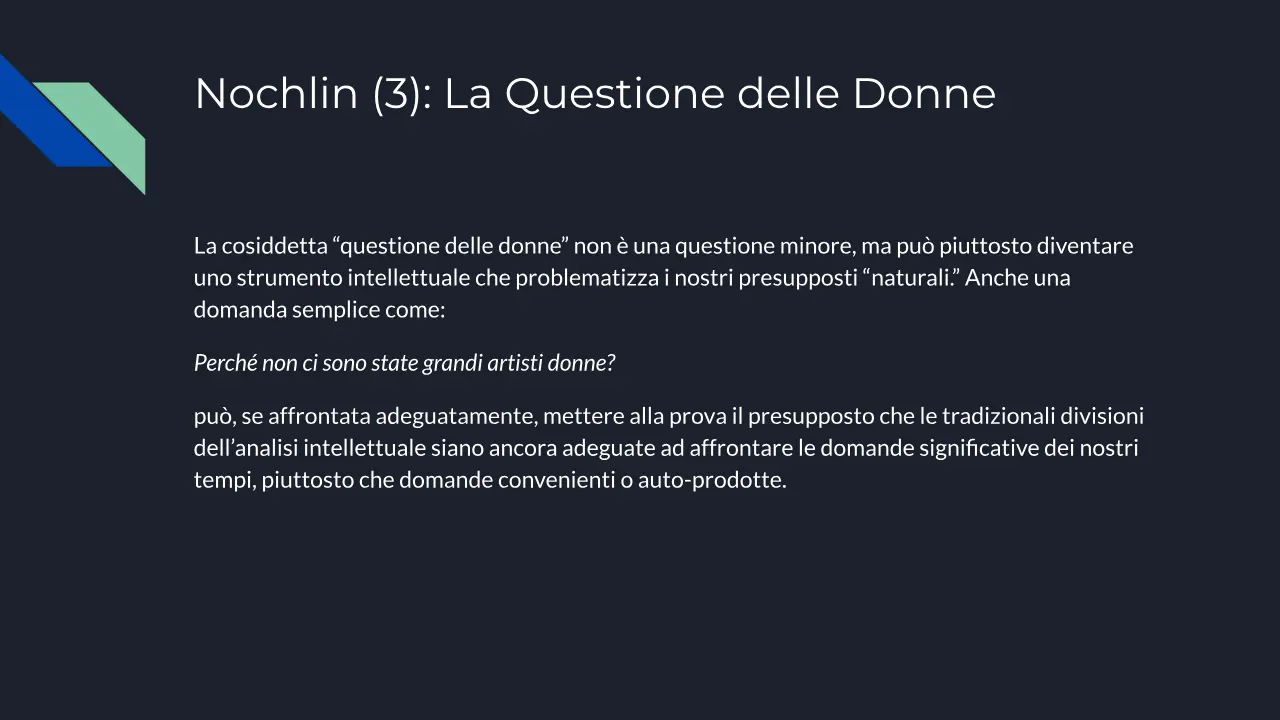 Nochlin (3): La Questione delle Donne
La cosiddetta “questione delle donne” non è una questione minore, ma può piuttosto diventare
uno strumento intellettuale che problematizza i nostri presupposti “naturali.” Anche una
domanda semplice come:
Perché non ci sono state grandi artisti donne?
può, se affrontata adeguatamente, mettere alla prova il presupposto che le tradizionali divisioni
dell’analisi intellettuale siano ancora adeguate ad affrontare le domande significative dei nostri
tempi, piuttosto che domande convenienti o auto-prodotte.